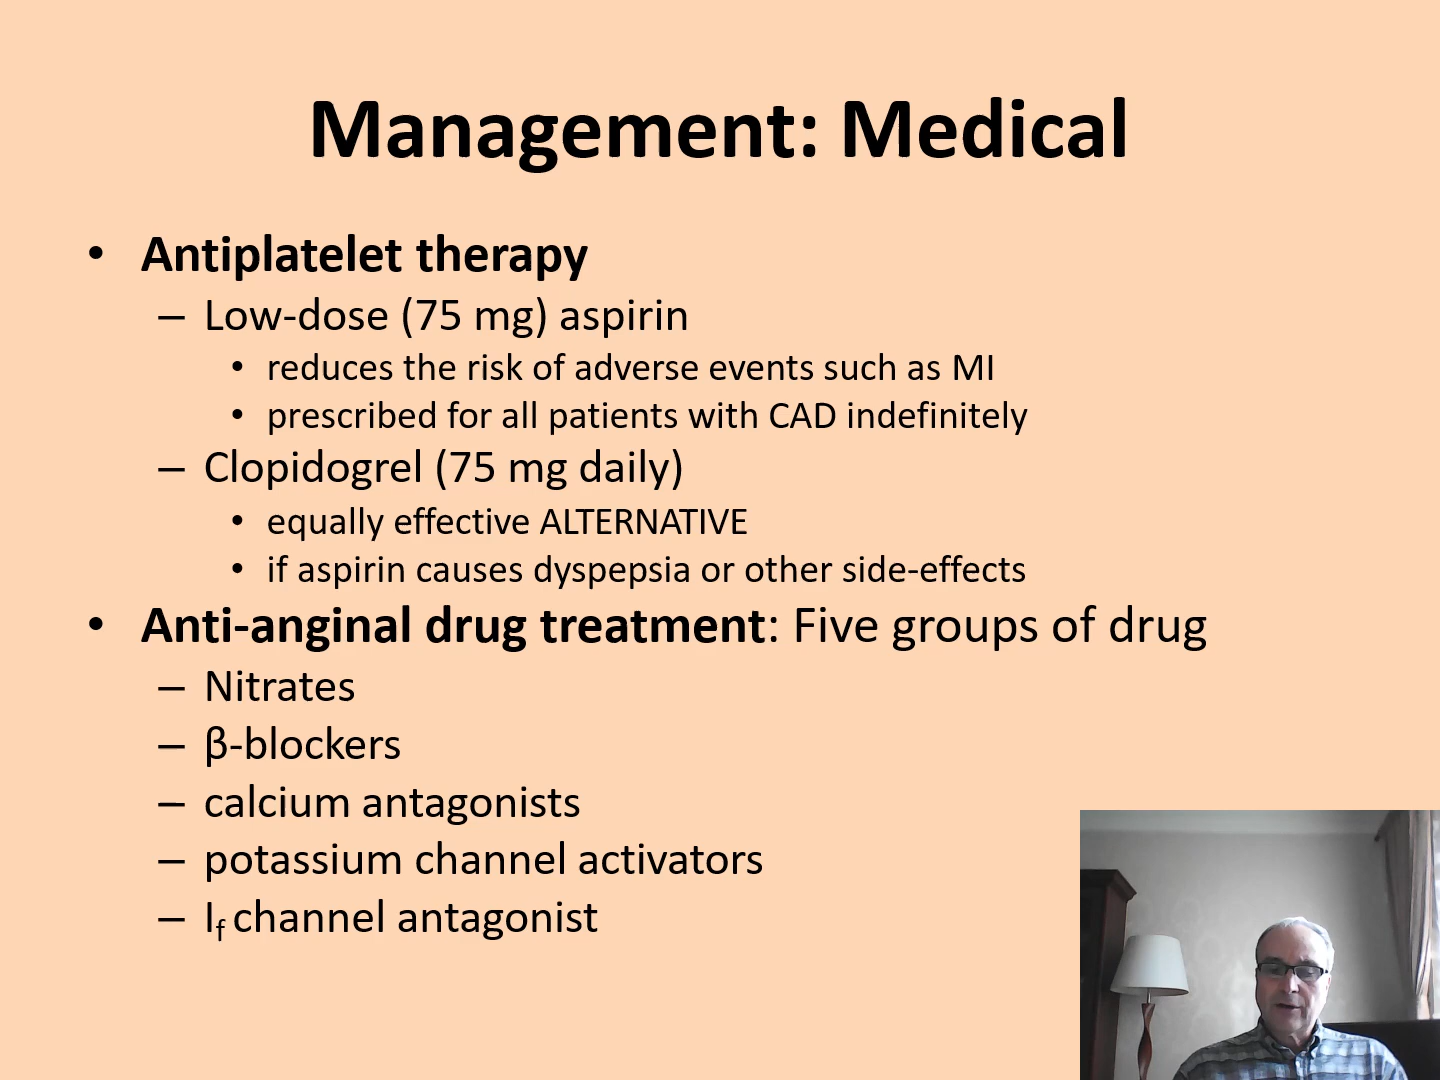 Management: Medical
• Antiplatelet therapy
– Low-dose (75 mg) aspirin
• reduces the risk of adverse events such as MI
• prescribed for all patients with CAD indefinitely
– Clopidogrel (75 mg daily)
• equally effective ALTERNATIVE
• if aspirin causes dyspepsia or other side-effects
• Anti-anginal drug treatment: Five groups of drug
– Nitrates
– β-blockers
– calcium antagonists
– potassium channel activators
– If channel antagonist